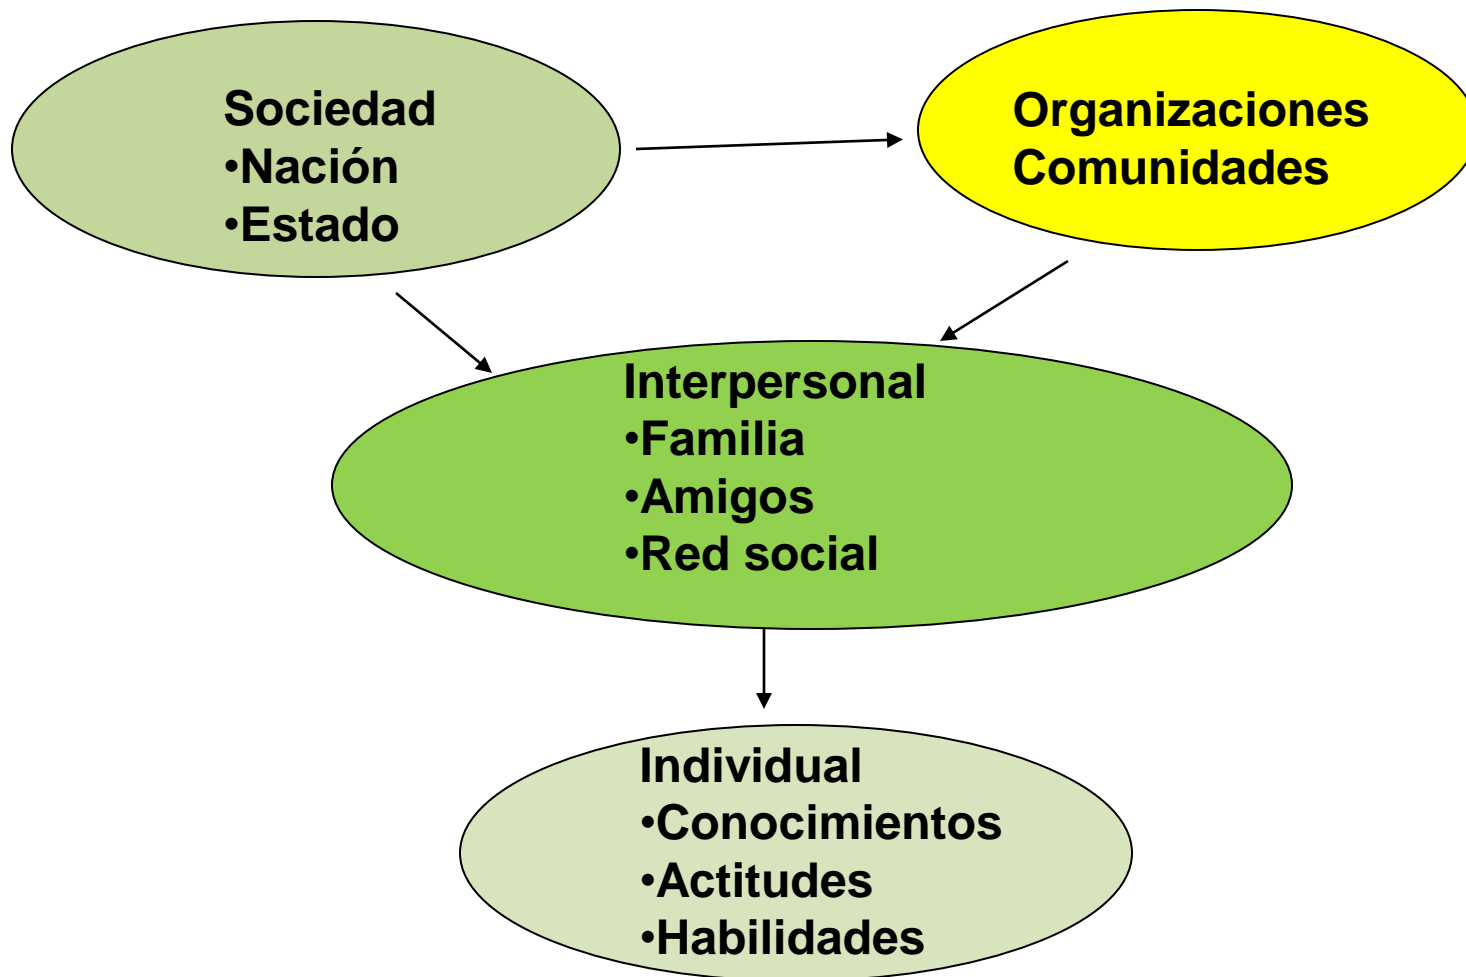 Sociedad
•Nación
•Estado
Organizaciones
Comunidades
Interpersonal
•Familia
•Amigos
•Red social
Individual
•Conocimientos
•Actitudes
•Habilidades